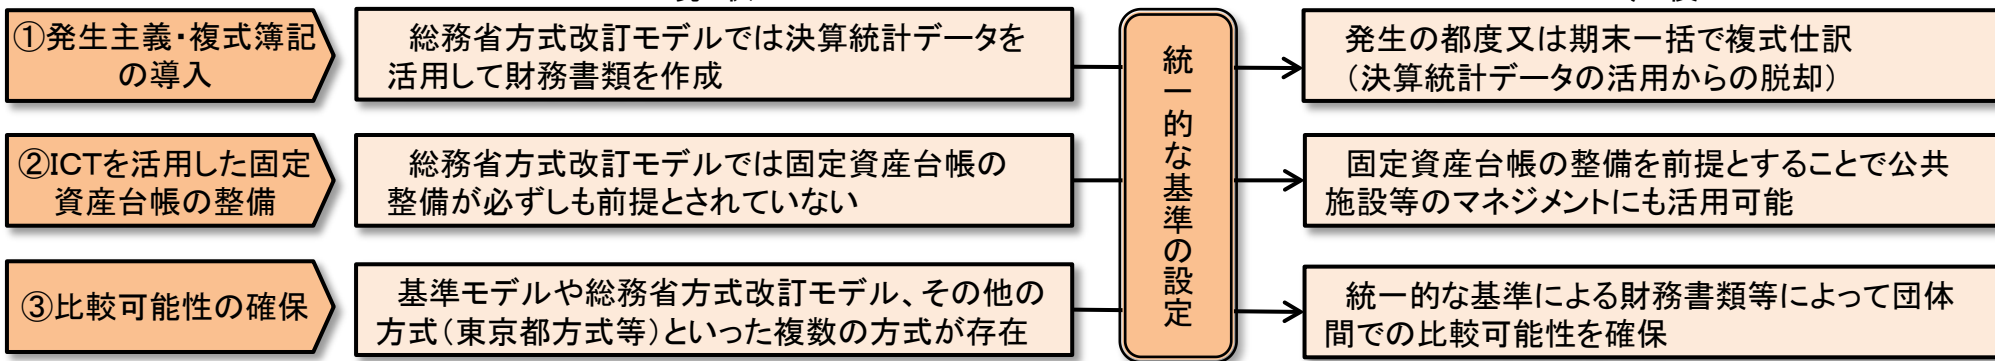 ①発生主義・複式簿記
の導入
総務省方式改訂モデルでは決算統計データを
活用して財務書類を作成
発生の都度又は期末一括で複式仕訳
（決算統計データの活用からの脱却）
②ICTを活用した固定
資産台帳の整備
総務省方式改訂モデルでは固定資産台帳の
整備が必ずしも前提とされていない
固定資産台帳の整備を前提とすることで公共
施設等のマネジメントにも活用可能
③比較可能性の確保
基準モデルや総務省方式改訂モデル、その他の
方式（東京都方式等）といった複数の方式が存在
統一的な基準による財務書類等によって団体
間での比較可能性を確保
統一的な基準の設定